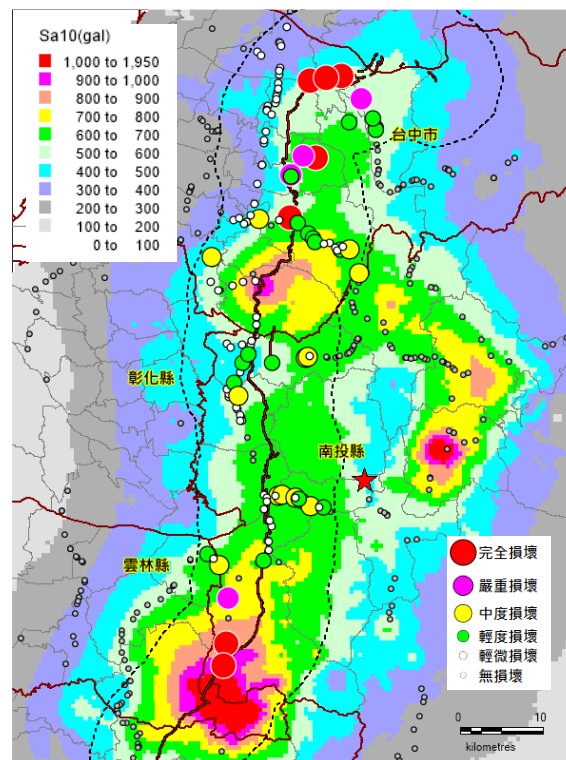 Sa10(gal)
1,000 to 1,950
900 to 1,000
800 to 900
700 to 800
600 to 700
500 to 600
400 to 500
300 to 400
200 to 300
100 to 200
0 to 100
台中市
彰化縣
南投縣
雲林縣
完全損壞
嚴重損壞
中度損壞
輕度損壞
輕微損壞
無損壞
0 10
kilometres